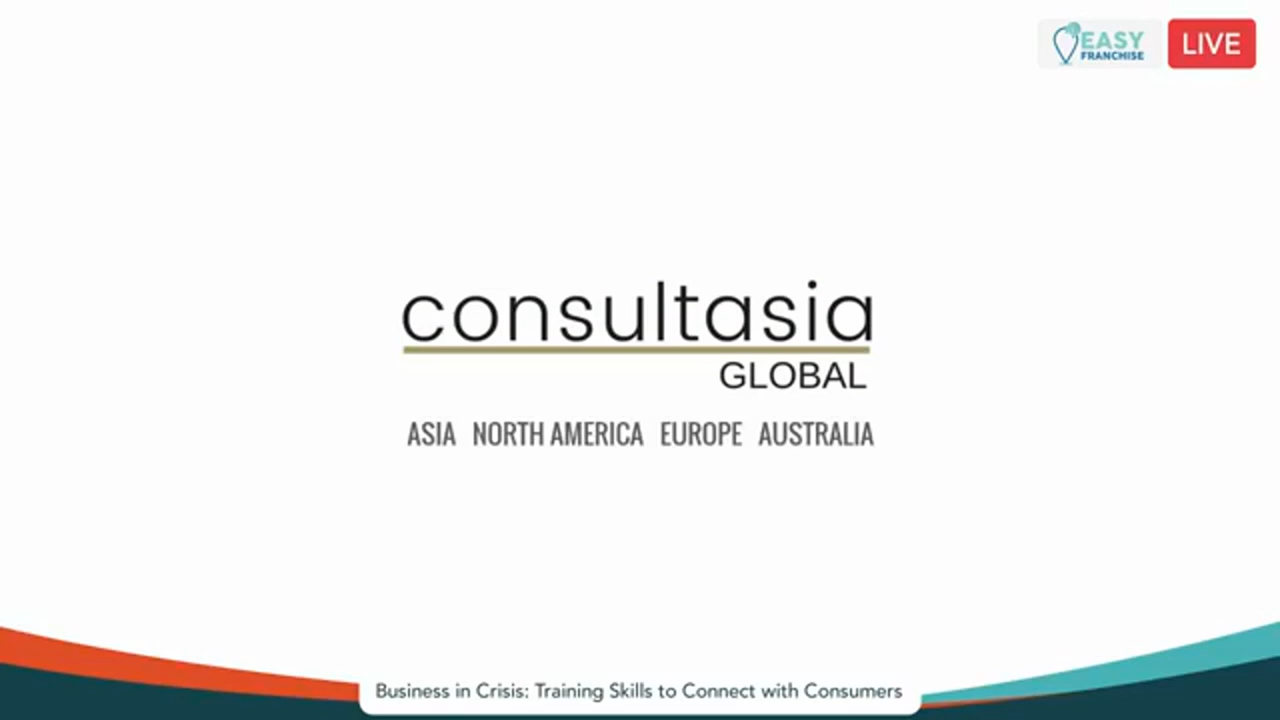 EASY
FRANCHISE
LIVE
consultasia
GLOBAL
ASIA NORTH AMERICA EUROPE AUSTRALIA
Business in Crisis: Training Skills to Connect with Consumers